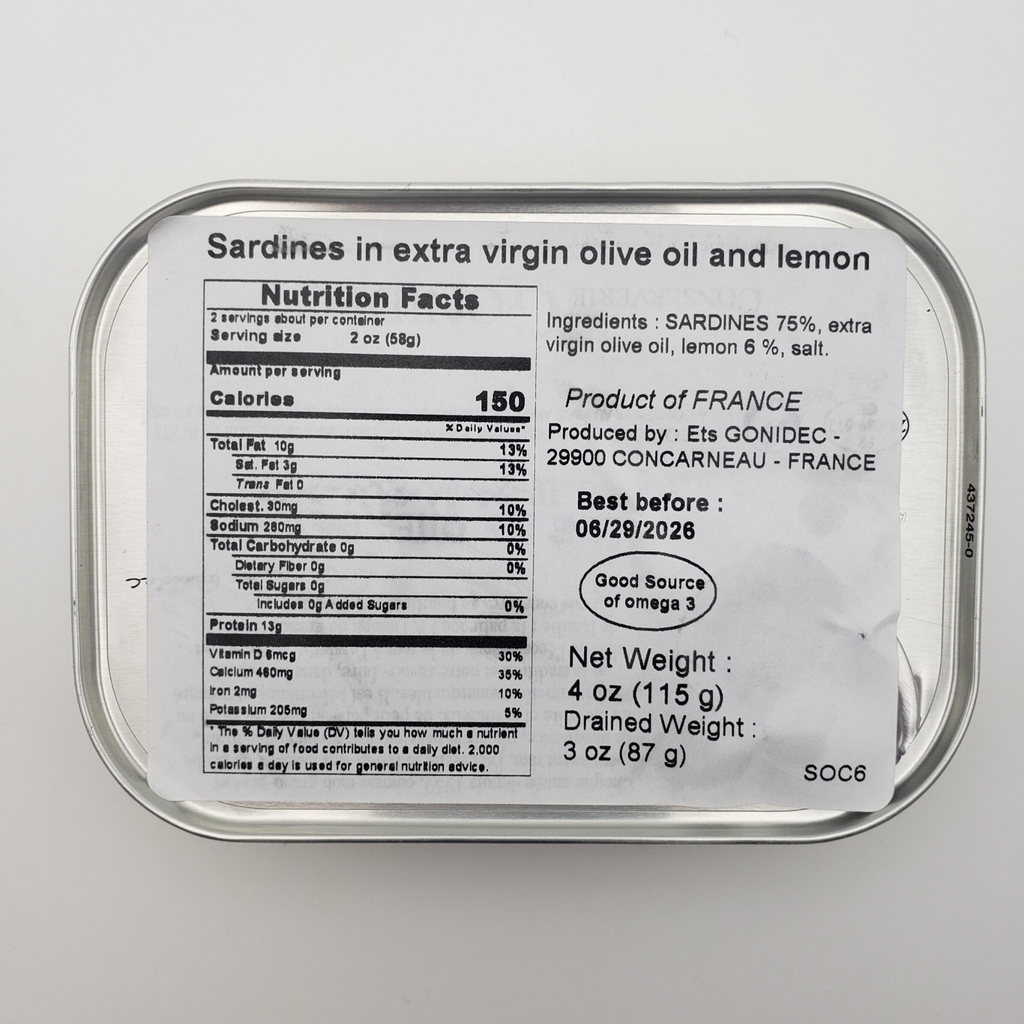 Sardines in extra virgin olive oil and lemon
Nutrition Facts
2 servings about per container
Serving size 2 oz (58g)
Amount per serving
Calories 150
% Daily Values*
Total Fat 10g 13%
Sat. Fat 3g 13%
Trans Fat 0
Cholest. 30mg 10%
Sodium 280mg 10%
Total Carbohydrate 0g 0%
Dietary Fiber 0g 0%
Total Sugars 0g
Includes 0g Added Sugars 0%
Protein 13g
Vitamin D 6mcg 30%
Calcium 460mg 35%
Iron 2mg 10%
Potassium 205mg 5%
* The % Daily Value (DV) tells you how much a nutrient
in a serving of food contributes to a daily diet. 2,000
calories a day is used for general nutrition advice.
Ingredients : SARDINES 75%, extra
virgin olive oil, lemon 6 %, salt.
Product of FRANCE
Produced by : Ets GONIDEC -
29900 CONCARNEAU - FRANCE
Best before :
06/29/2026
Good Source
of omega 3
Net Weight :
4 oz (115 g)
Drained Weight :
3 oz (87 g)
SOC6
437245-0